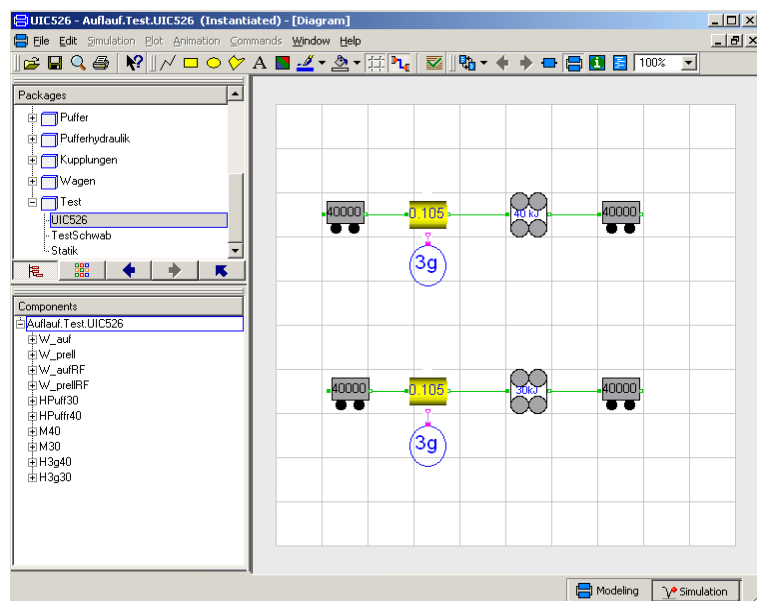 UIC526 - Auflauf.Test.UIC526 (Instantiated) - [Diagram]
File Edit Simulation Plot Animation Commands Window Help
100%
Packages
Puffer
Pufferhydraulik
Kupplungen
Wagen
Test
UIC526
TestSchwab
Statik
Components
Auflauf.Test.UIC526
W_auf
W_prell
W_aufRF
W_prellRF
HPuff30
HPuffr40
M40
M30
H3g40
H3g30
40000 0.105 40 kJ 40000
3g
40000 0.105 30kJ 40000
3g
Modeling Simulation